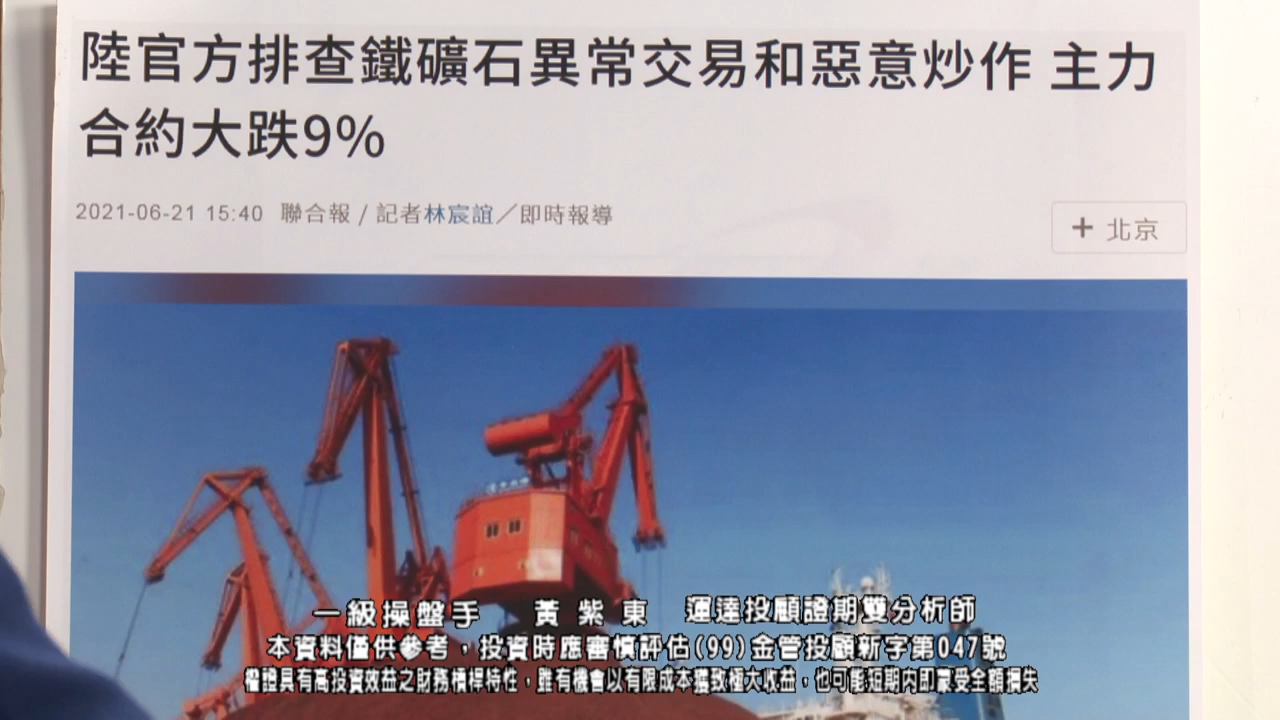 陸官方排查鐵礦石異常交易和惡意炒作 主力
合約大跌9%
2021-06-21 15:40 聯合報 / 記者林宸誼／即時報導
+ 北京
一級操盤手 黃紫東 運達投顧證期雙分析師
本資料僅供參考，投資時應審慎評估(99)金管投顧新字第047號
權證具有高投資效益之財務槓桿特性，雖有機會以有限成本獲致極大收益，也可能短期內即蒙受全額損失